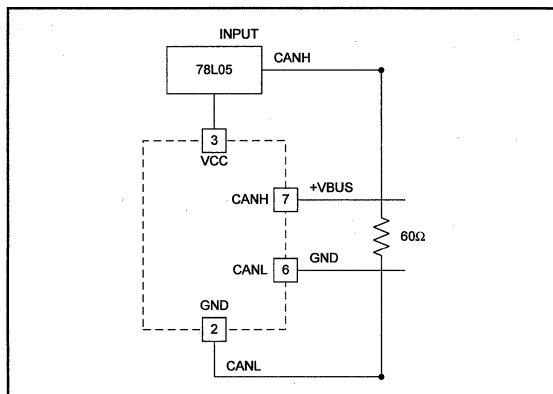 INPUT
78L05
CANH
3
VCC
CANH
7
+VBUS
60Ω
CANL
6
GND
GND
2
CANL